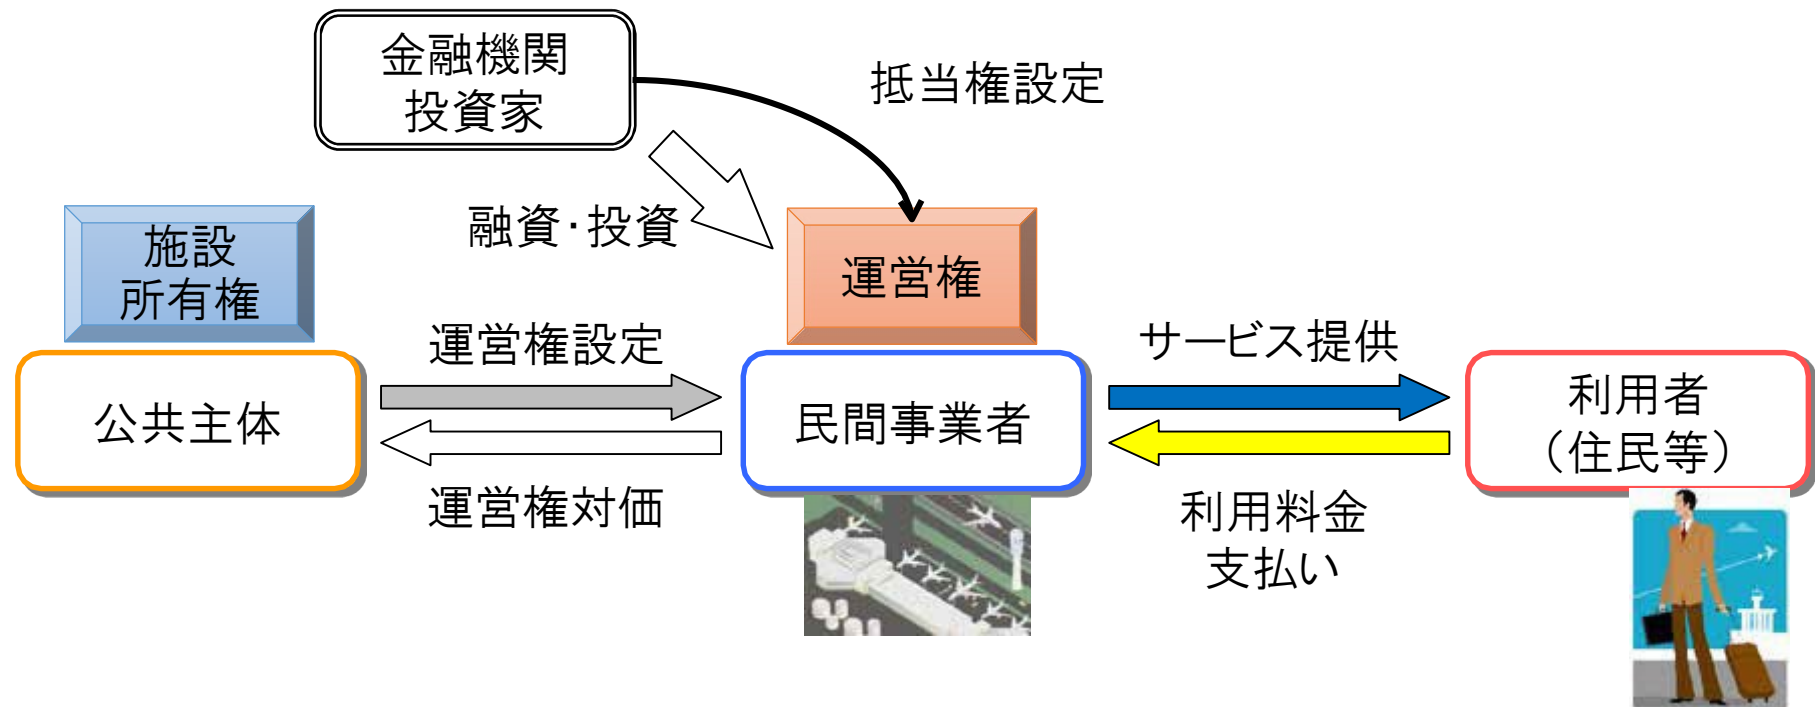 金融機関
投資家
抵当権設定
融資・投資
施設
所有権
運営権
運営権設定
サービス提供
公共主体
民間事業者
利用者
（住民等）
運営権対価
利用料金
支払い